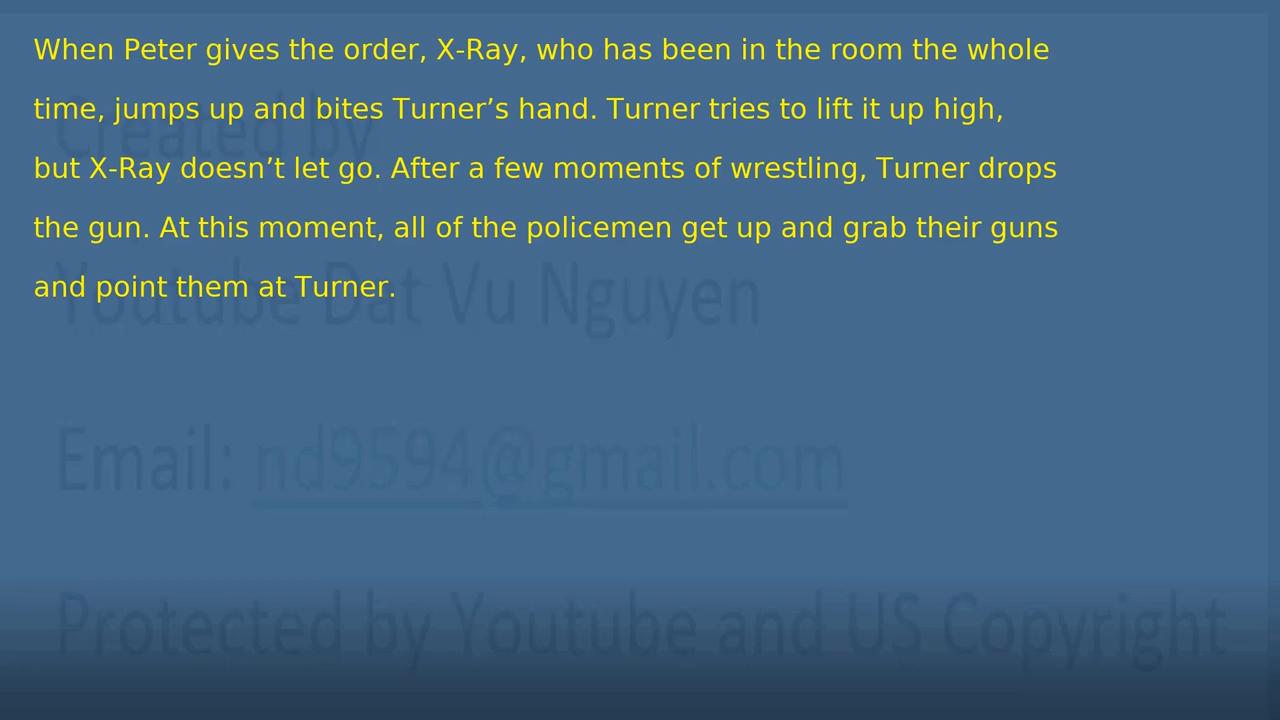 When Peter gives the order, X-Ray, who has been in the room the whole
time, jumps up and bites Turner’s hand. Turner tries to lift it up high,
but X-Ray doesn’t let go. After a few moments of wrestling, Turner drops
the gun. At this moment, all of the policemen get up and grab their guns
and point them at Turner.
Created by
Youtube Dat Vu Nguyen
Email: nd9594@gmail.com
Protected by Youtube and US Copyright